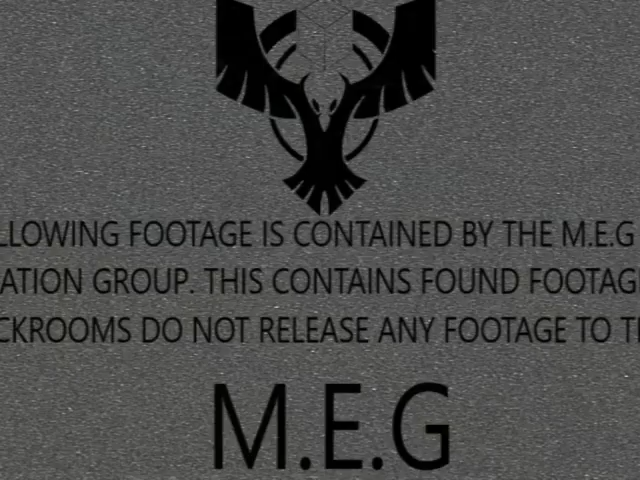 LLOWING FOOTAGE IS CONTAINED BY THE M.E.G
ATION GROUP. THIS CONTAINS FOUND FOOTAG
CKROOMS DO NOT RELEASE ANY FOOTAGE TO T
M.E.G